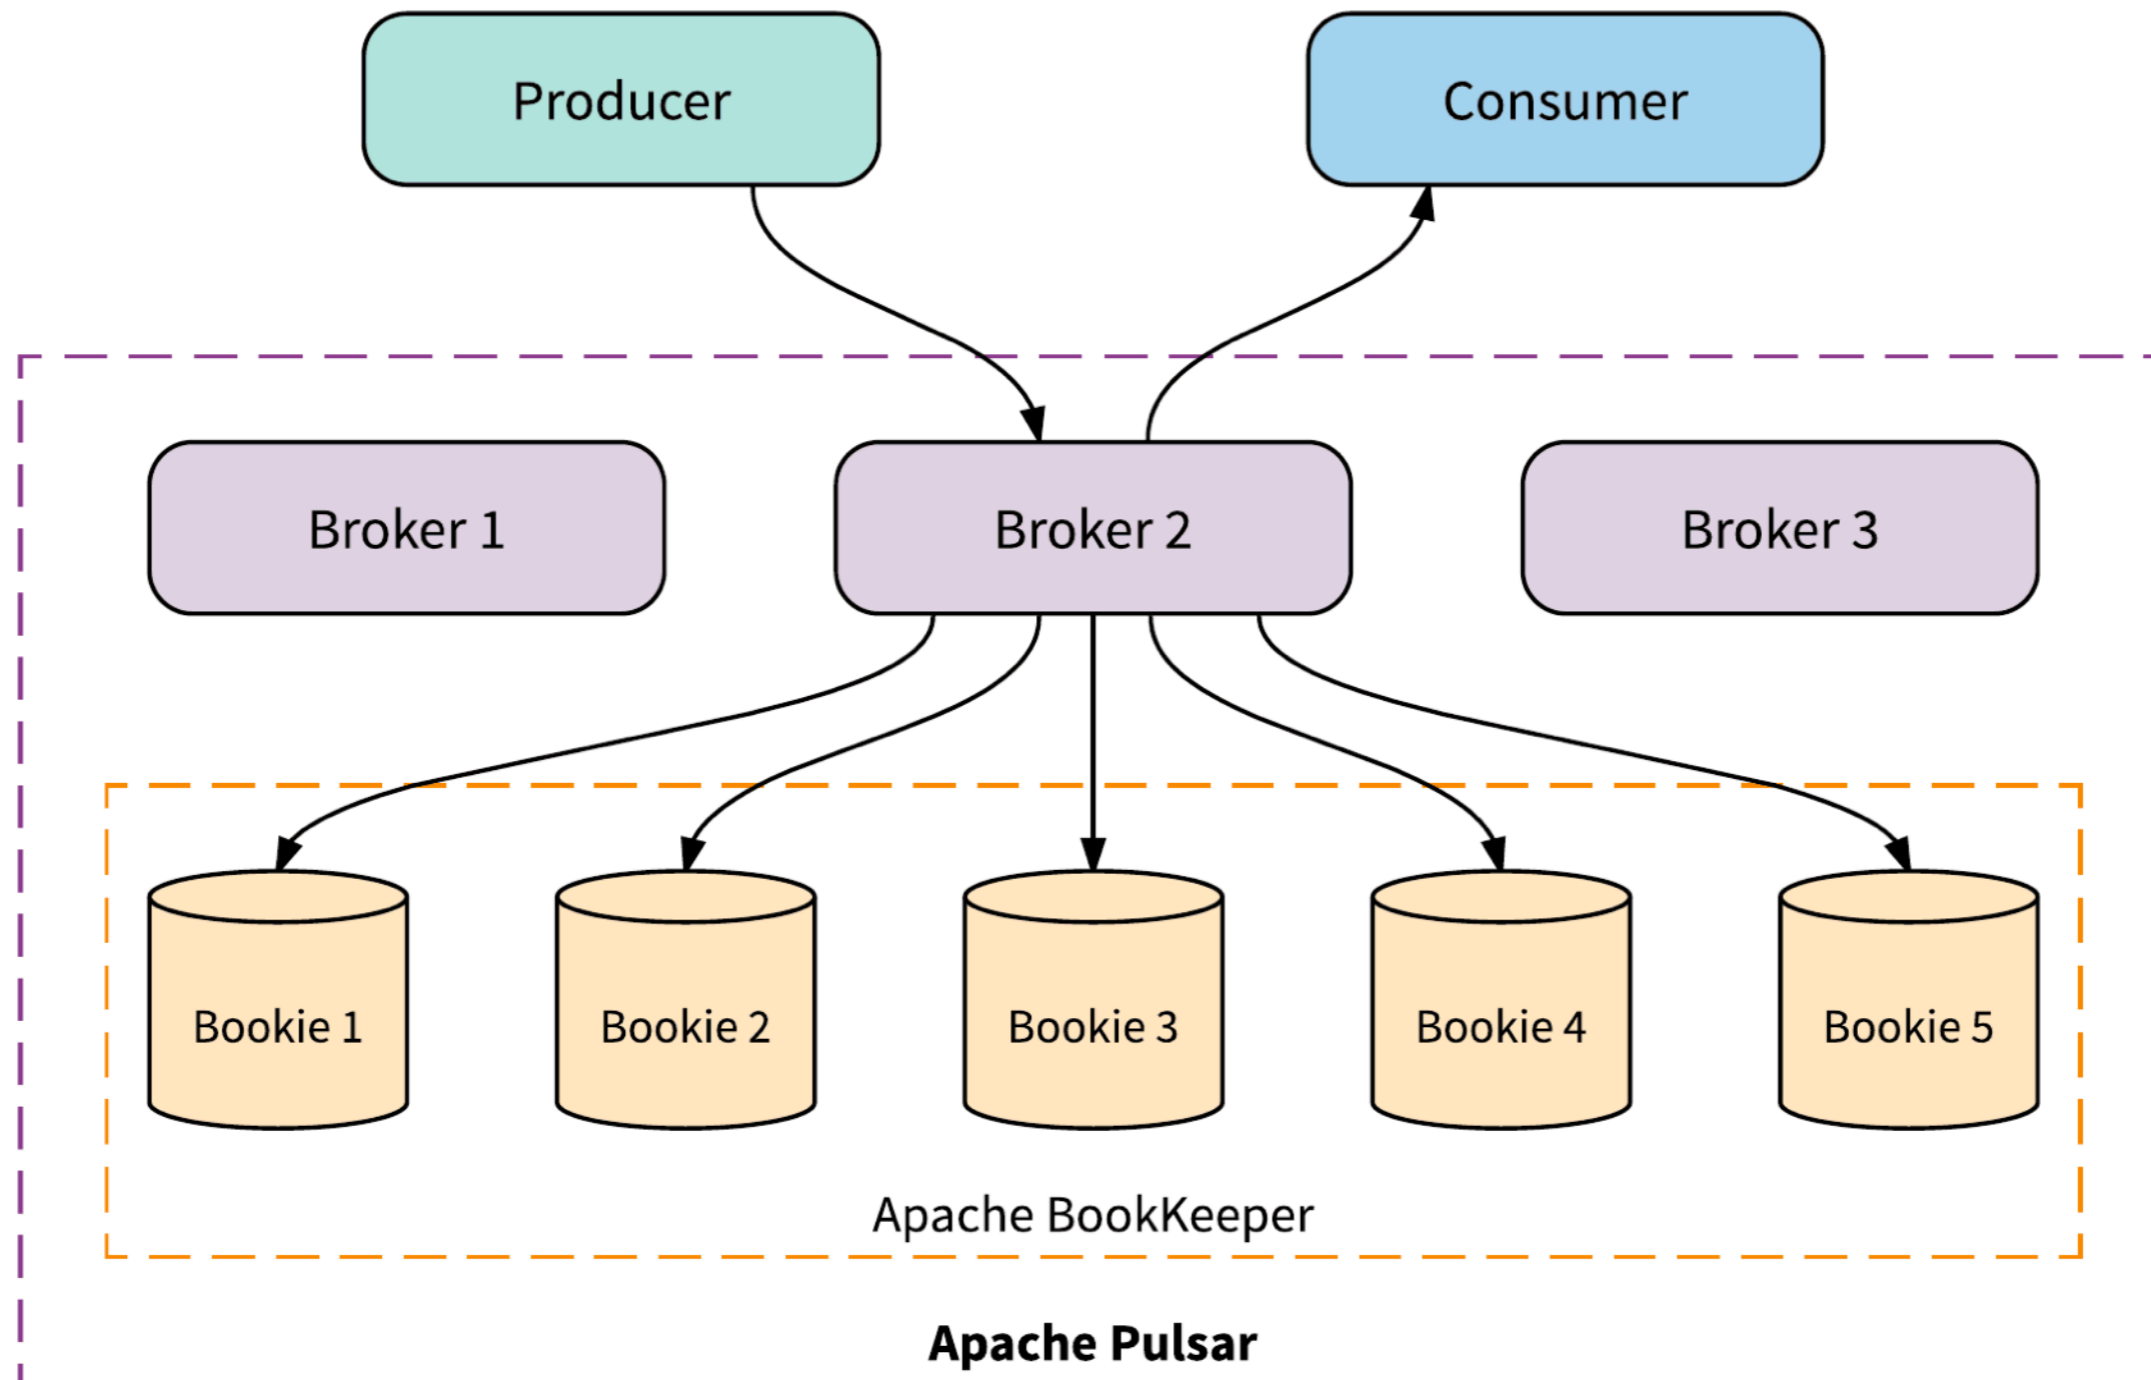 Producer
Consumer
Broker 1
Broker 2
Broker 3
Bookie 1
Bookie 2
Bookie 3
Bookie 4
Bookie 5
Apache BookKeeper
Apache Pulsar